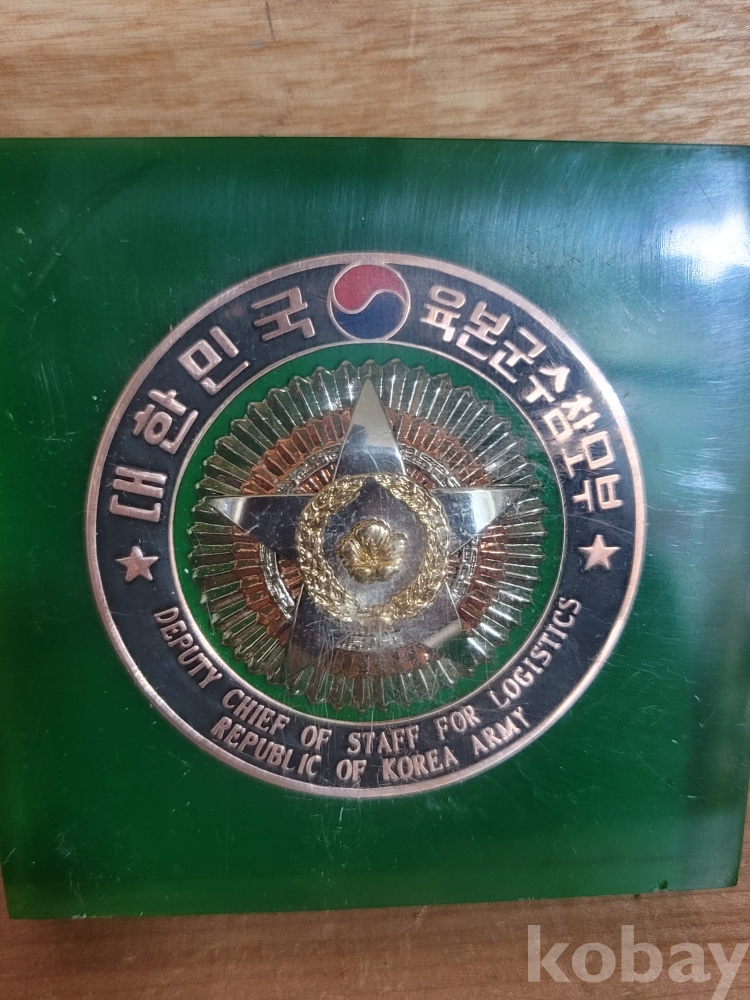 대한민국 육본군수참모부
DEPUTY CHIEF OF STAFF FOR LOGISTICS
REPUBLIC OF KOREA ARMY
kobay